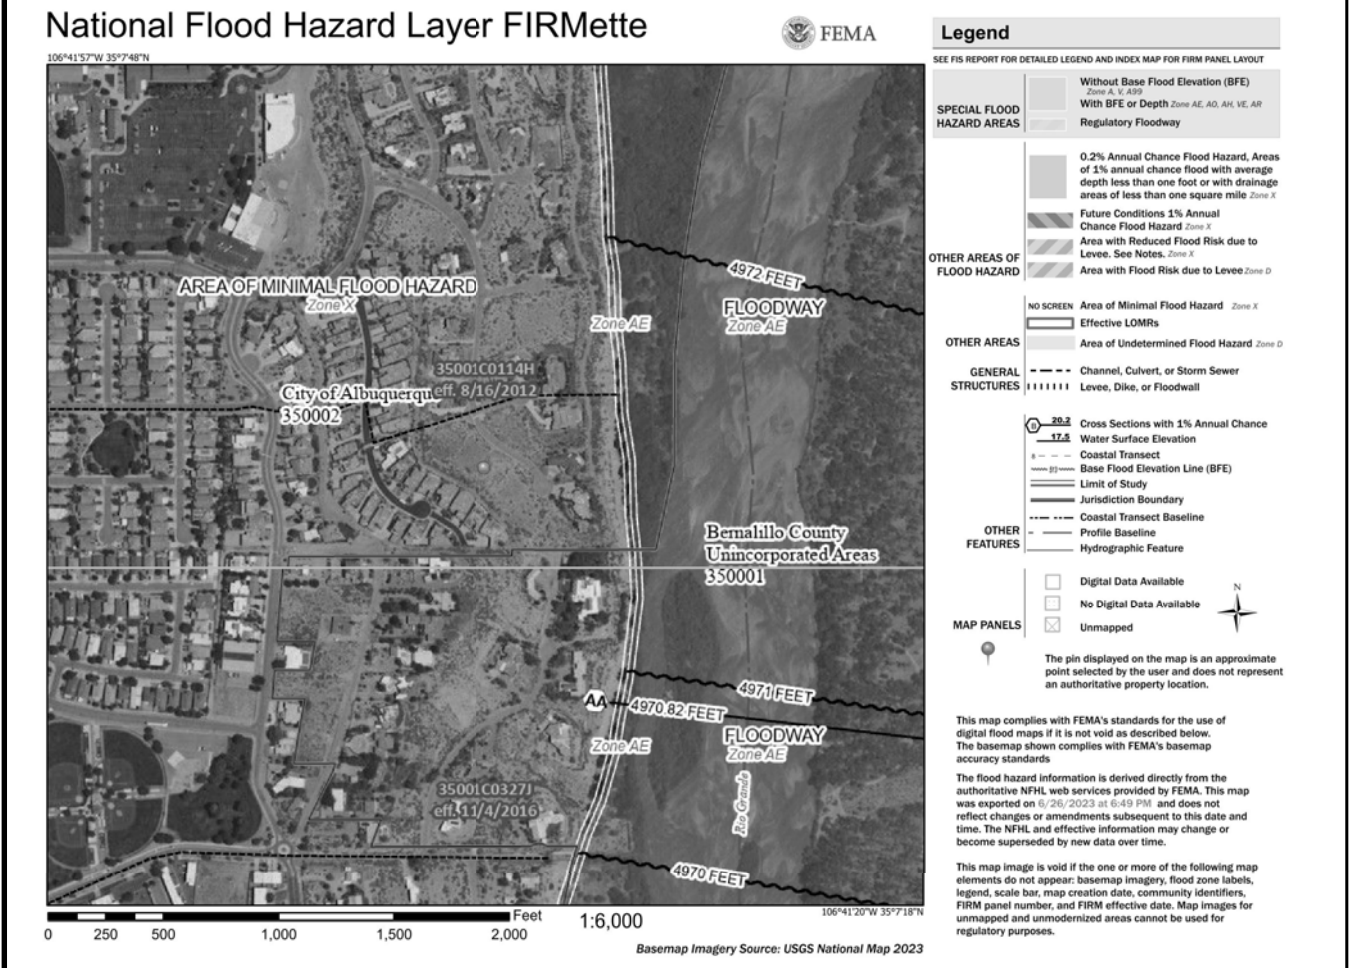 National Flood Hazard Layer FIRMette
FEMA
106°41'57"W 35°7'48"N
AREA OF MINIMAL FLOOD HAZARD
Zone X
4972 FEET
FLOODWAY
Zone AE
Zone AE
35001C0114H
eff. 8/16/2012
City of Albuquerqu
350002
Bernalillo County
Unincorporated Areas
350001
4971 FEET
AA
4970.82 FEET
FLOODWAY
Zone AE
Zone AE
Rio Grande
35001C0327J
eff. 11/4/2016
4970 FEET
Feet
0 250 500 1,000 1,500 2,000
1:6,000
106°41'20"W 35°7'18"N
Basemap Imagery Source: USGS National Map 2023
Legend
SEE FIS REPORT FOR DETAILED LEGEND AND INDEX MAP FOR FIRM PANEL LAYOUT
SPECIAL FLOOD
HAZARD AREAS
Without Base Flood Elevation (BFE)
Zone A, V, A99
With BFE or Depth Zone AE, AO, AH, VE, AR
Regulatory Floodway
OTHER AREAS OF
FLOOD HAZARD
0.2% Annual Chance Flood Hazard, Areas
of 1% annual chance flood with average
depth less than one foot or with drainage
areas of less than one square mile Zone X
Future Conditions 1% Annual
Chance Flood Hazard Zone X
Area with Reduced Flood Risk due to
Levee. See Notes. Zone X
Area with Flood Risk due to Levee Zone D
OTHER AREAS
NO SCREEN Area of Minimal Flood Hazard Zone X
Effective LOMRs
Area of Undetermined Flood Hazard Zone D
GENERAL
STRUCTURES
Channel, Culvert, or Storm Sewer
Levee, Dike, or Floodwall
OTHER
FEATURES
B 20.2 Cross Sections with 1% Annual Chance
17.5 Water Surface Elevation
8 Coastal Transect
513 Base Flood Elevation Line (BFE)
Limit of Study
Jurisdiction Boundary
Coastal Transect Baseline
Profile Baseline
Hydrographic Feature
MAP PANELS
Digital Data Available
No Digital Data Available
Unmapped
N
The pin displayed on the map is an approximate
point selected by the user and does not represent
an authoritative property location.
This map complies with FEMA's standards for the use of
digital flood maps if it is not void as described below.
The basemap shown complies with FEMA's basemap
accuracy standards
The flood hazard information is derived directly from the
authoritative NFHL web services provided by FEMA. This map
was exported on 6/26/2023 at 6:49 PM and does not
reflect changes or amendments subsequent to this date and
time. The NFHL and effective information may change or
become superseded by new data over time.
This map image is void if the one or more of the following map
elements do not appear: basemap imagery, flood zone labels,
legend, scale bar, map creation date, community identifiers,
FIRM panel number, and FIRM effective date. Map images for
unmapped and unmodernized areas cannot be used for
regulatory purposes.